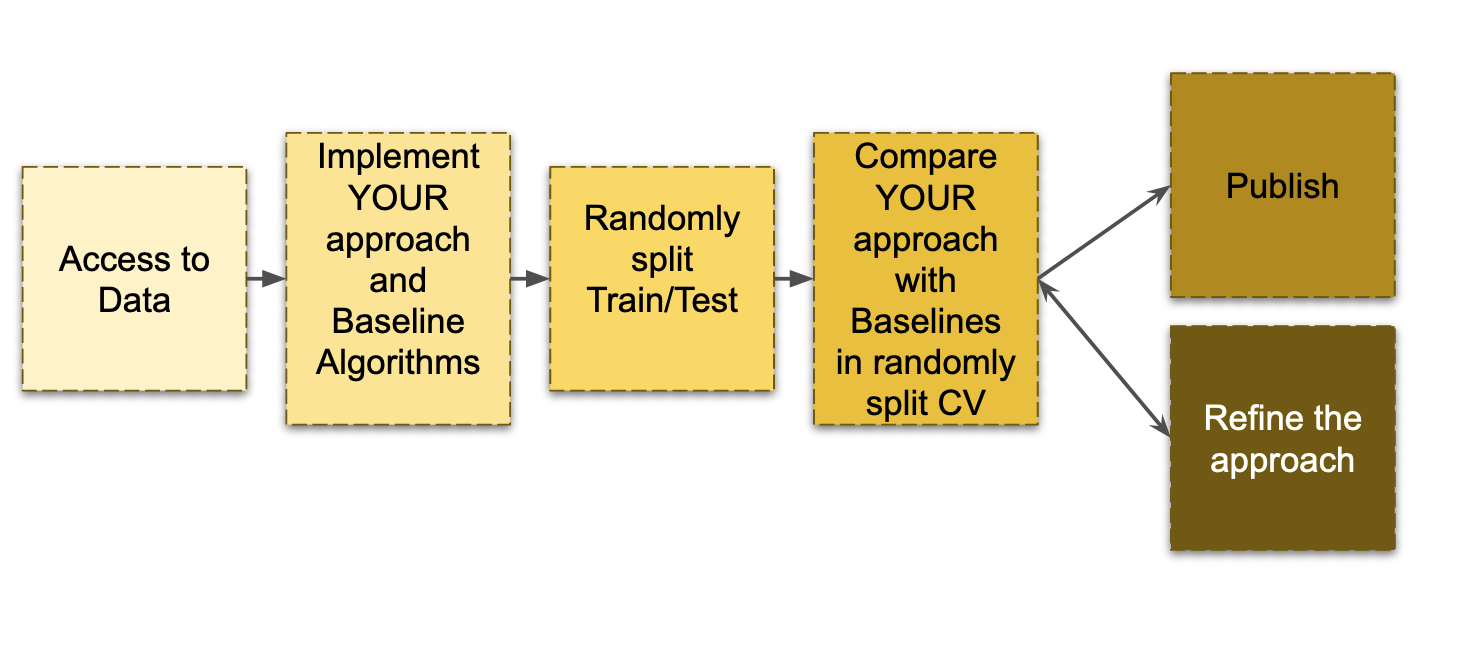 Access to
Data
Implement
YOUR
approach
and
Baseline
Algorithms
Randomly
split
Train/Test
Compare
YOUR
approach
with
Baselines
in randomly
split CV
Publish
Refine the
approach